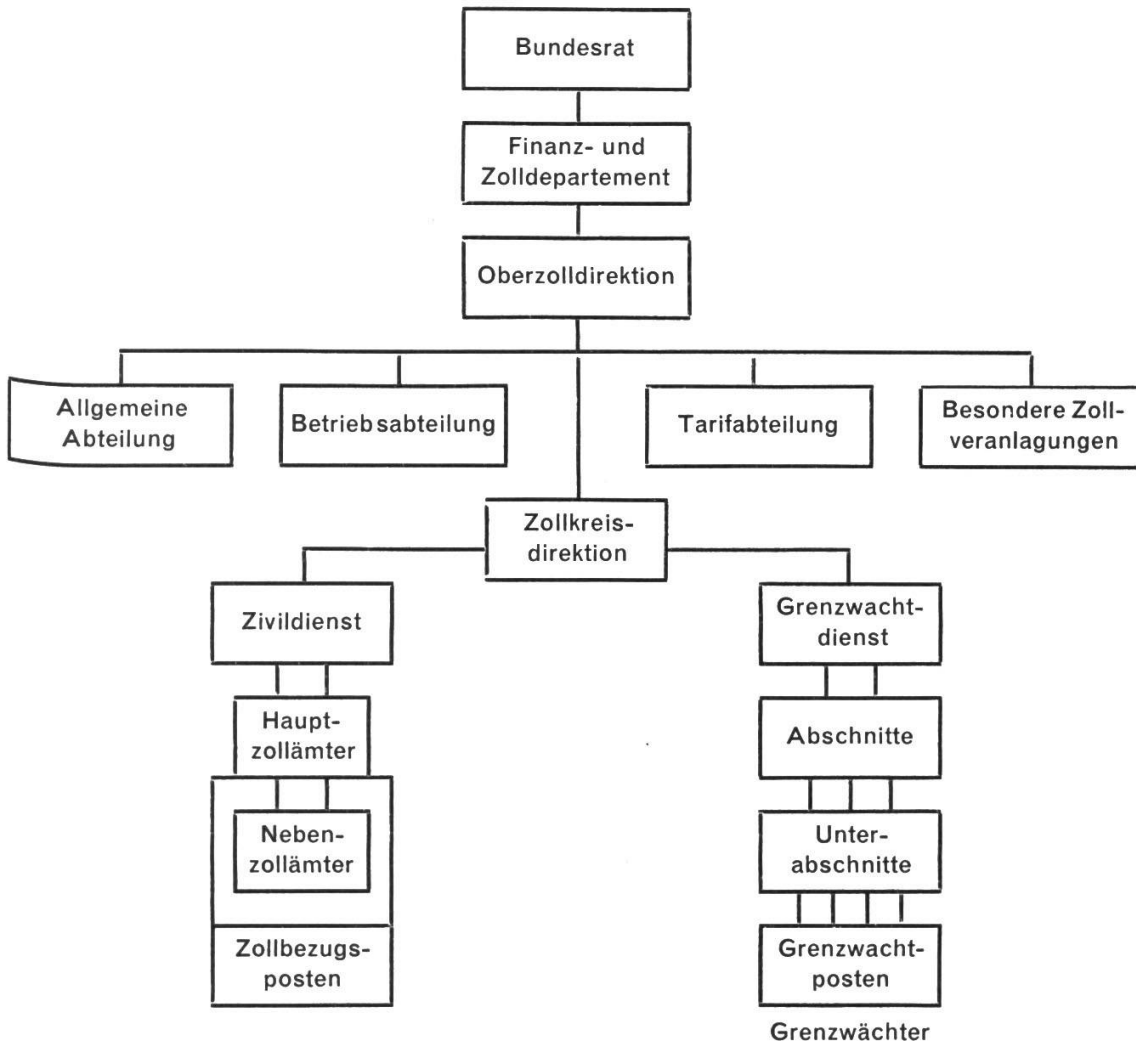 Bundesrat
Finanz- und
Zolldepartement
Oberzolldirektion
Allgemeine
Abteilung
Betriebsabteilung
Tarifabteilung
Besondere Zoll-
veranlagungen
Zollkreis-
direktion
Zivildienst
Haupt-
zollämter
Neben-
zollämter
Zollbezugs-
posten
Grenzwacht-
dienst
Abschnitte
Unter-
abschnitte
Grenzwacht-
posten
Grenzwächter